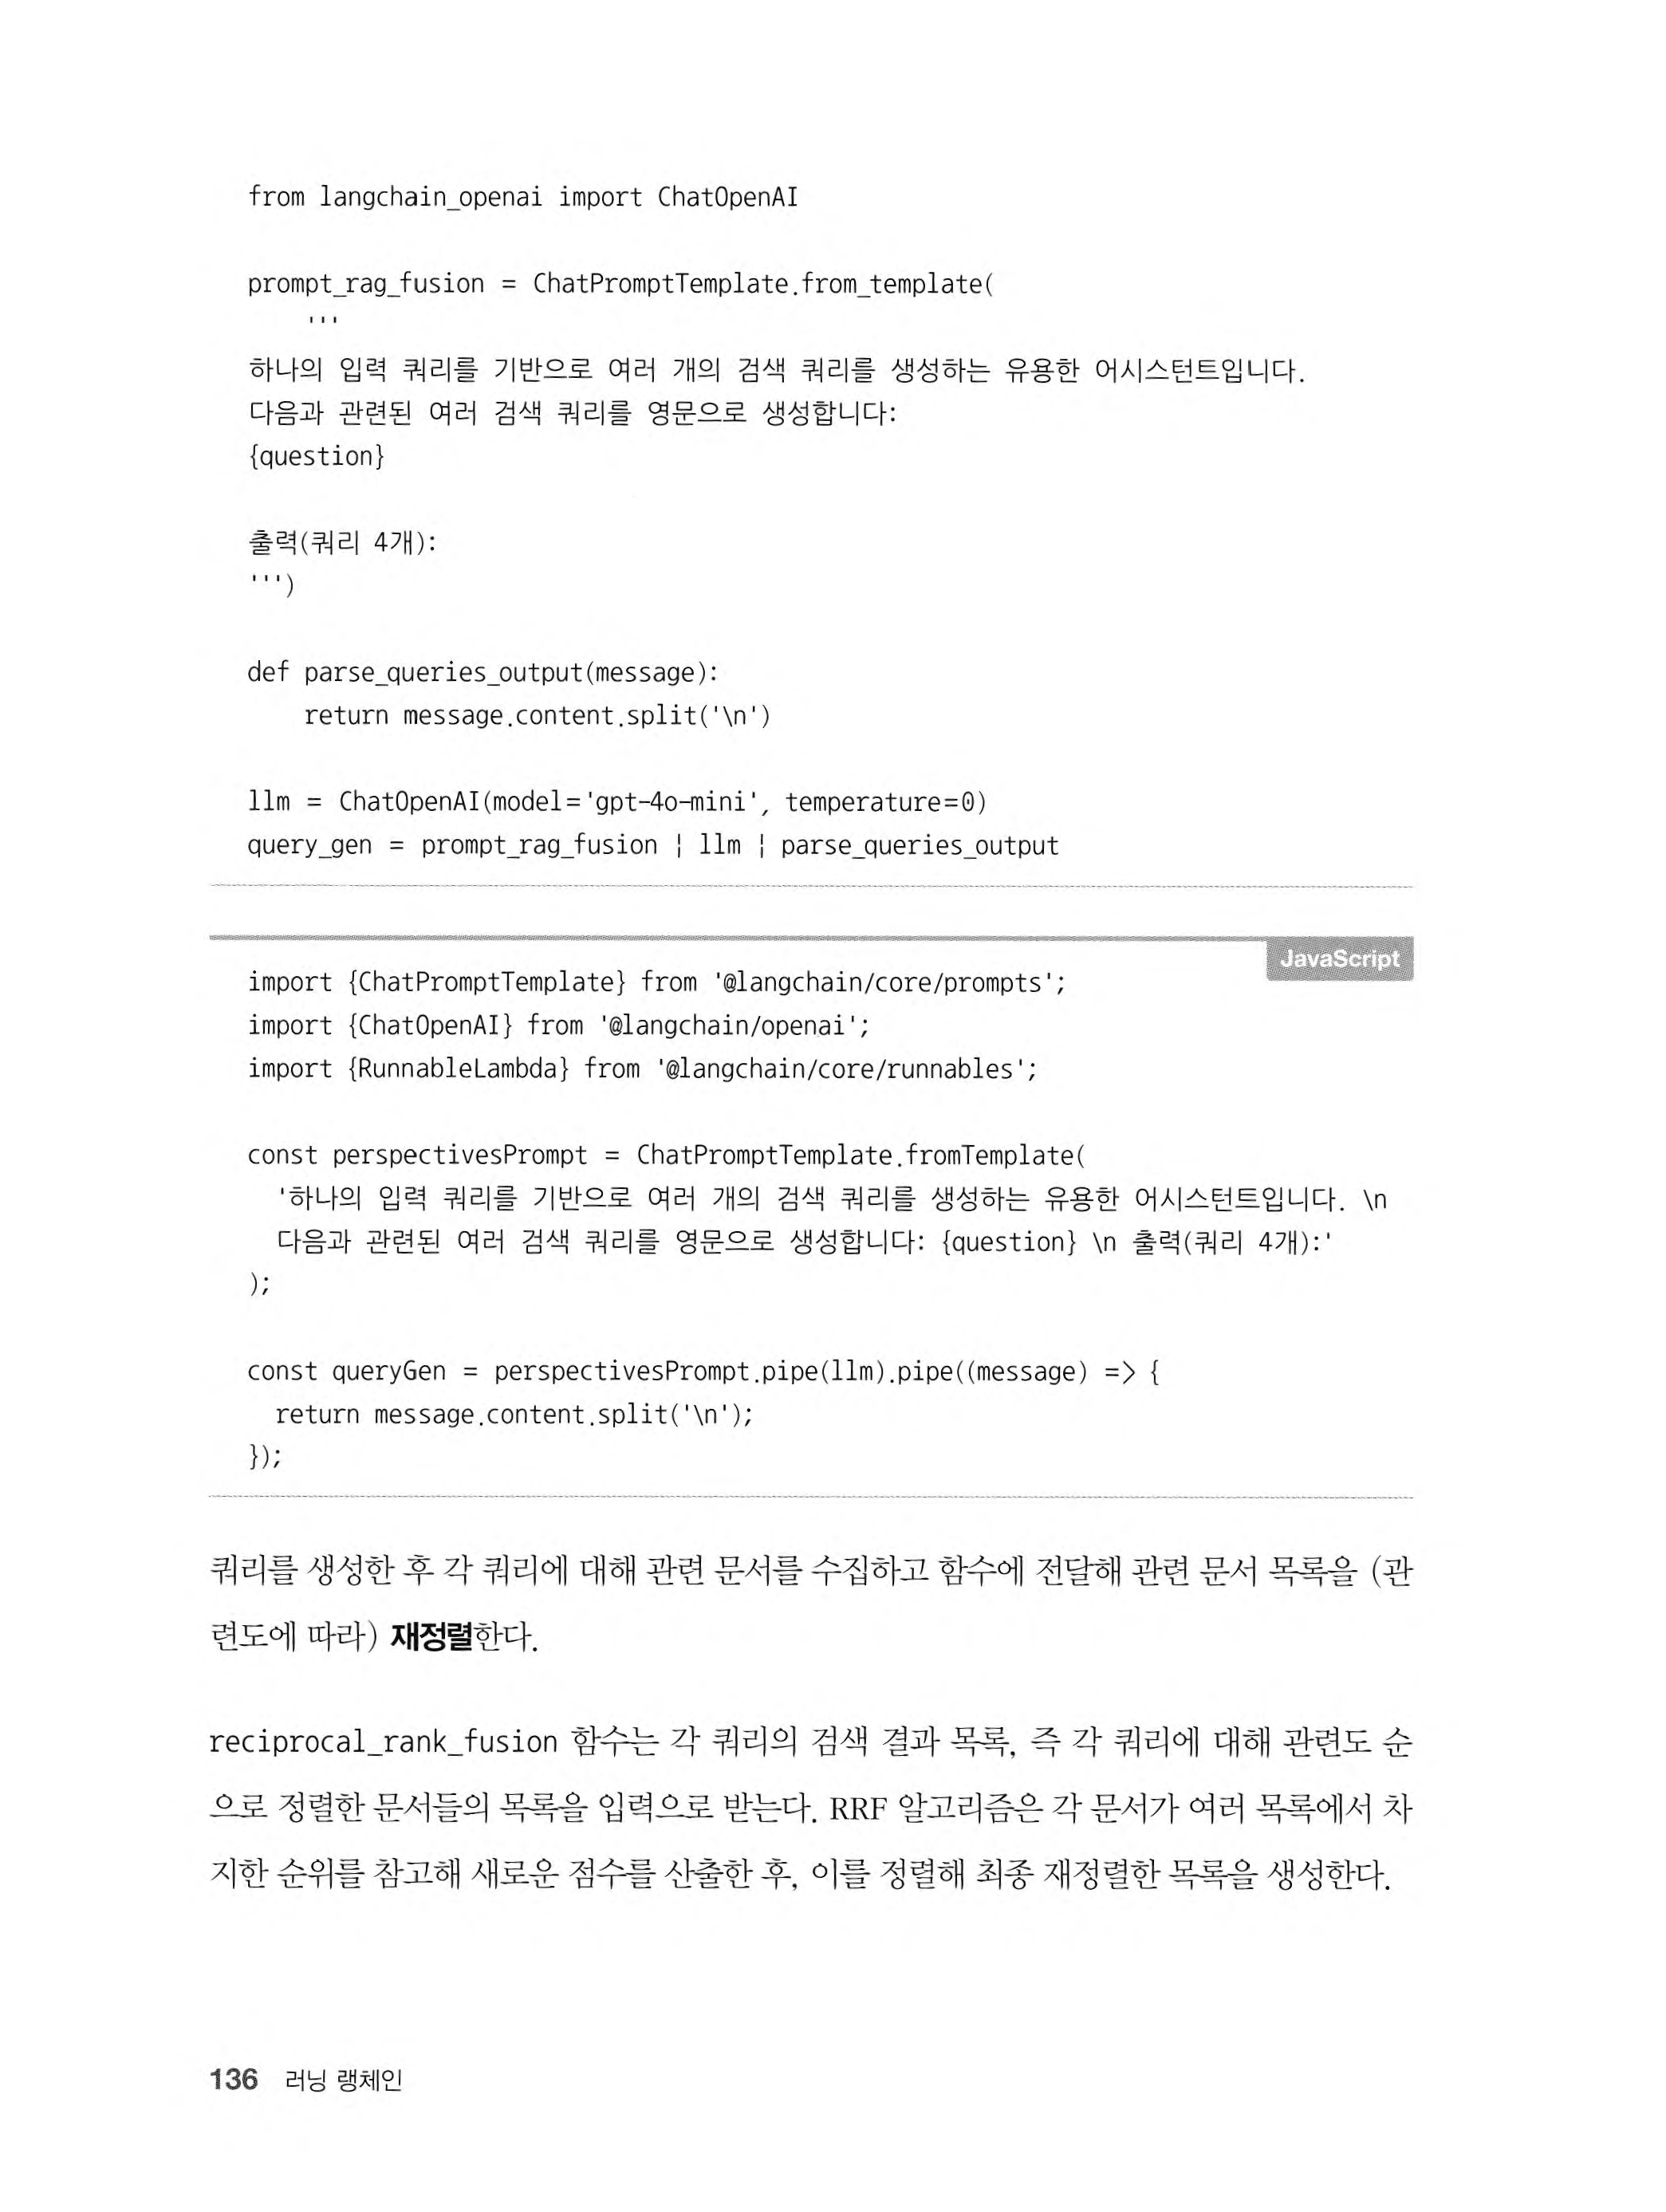 from langchain_openai import ChatOpenAI

prompt_rag_fusion = ChatPromptTemplate.from_template(
    '''
하나의 입력 쿼리를 기반으로 여러 개의 검색 쿼리를 생성하는 유용한 어시스턴트입니다.
다음과 관련된 여러 검색 쿼리를 영문으로 생성합니다:
{question}

출력(쿼리 4개):
''')

def parse_queries_output(message):
    return message.content.split('\n')

llm = ChatOpenAI(model='gpt-4o-mini', temperature=0)
query_gen = prompt_rag_fusion | llm | parse_queries_output

JavaScript
import {ChatPromptTemplate} from '@langchain/core/prompts';
import {ChatOpenAI} from '@langchain/openai';
import {RunnableLambda} from '@langchain/core/runnables';

const perspectivesPrompt = ChatPromptTemplate.fromTemplate(
  '하나의 입력 쿼리를 기반으로 여러 개의 검색 쿼리를 생성하는 유용한 어시스턴트입니다. \n
  다음과 관련된 여러 검색 쿼리를 영문으로 생성합니다: {question} \n 출력(쿼리 4개):'
);

const queryGen = perspectivesPrompt.pipe(llm).pipe((message) => {
  return message.content.split('\n');
});

쿼리를 생성한 후 각 쿼리에 대해 관련 문서를 수집하고 함수에 전달해 관련 문서 목록을 (관
련도에 따라) 재정렬한다.

reciprocal_rank_fusion 함수는 각 쿼리의 검색 결과 목록, 즉 각 쿼리에 대해 관련도 순
으로 정렬한 문서들의 목록을 입력으로 받는다. RRF 알고리즘은 각 문서가 여러 목록에서 차
지한 순위를 참고해 새로운 점수를 산출한 후, 이를 정렬해 최종 재정렬한 목록을 생성한다.

136 러닝 랭체인